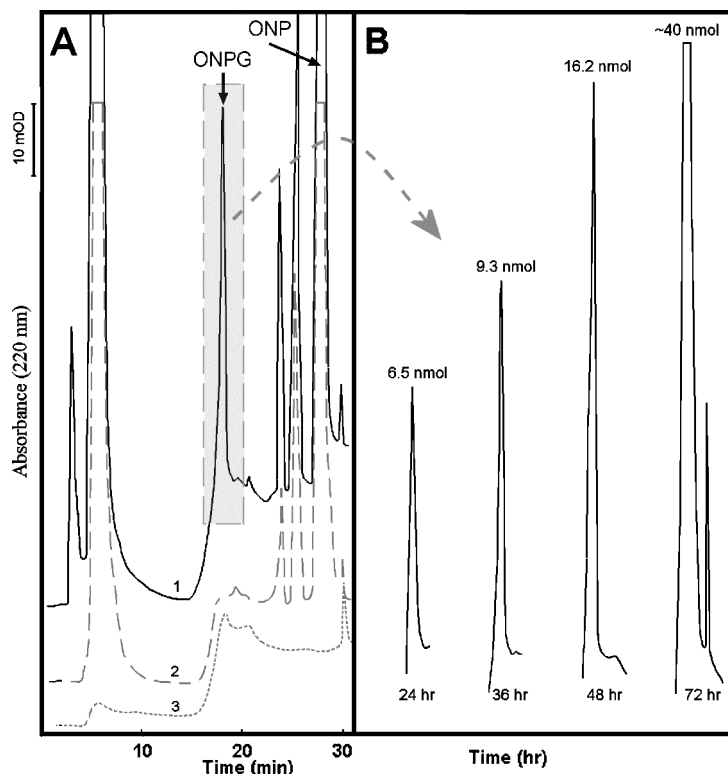 A
ONPG
ONP
10 mOD
Absorbance (220 nm)
1
2
3
10
20
30
Time (min)
B
6.5 nmol
9.3 nmol
16.2 nmol
~40 nmol
24 hr
36 hr
48 hr
72 hr
Time (hr)